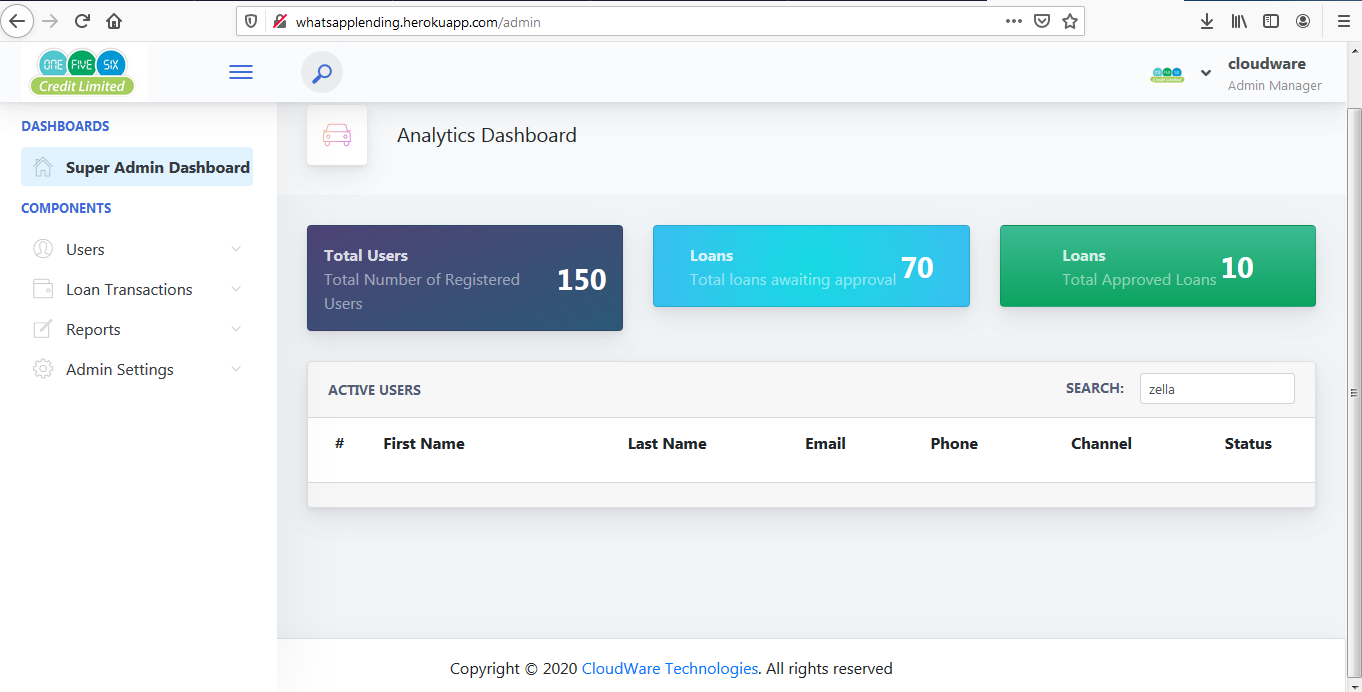 whatsapplending.herokuapp.com/admin
ONE FIVE SIX
Credit Limited
cloudware
Admin Manager
DASHBOARDS
Super Admin Dashboard
COMPONENTS
Users
Loan Transactions
Reports
Admin Settings
Analytics Dashboard
Total Users
Total Number of Registered
Users
150
Loans
Total loans awaiting approval
70
Loans
Total Approved Loans
10
ACTIVE USERS
SEARCH:
zella
# First Name Last Name Email Phone Channel Status
Copyright © 2020 CloudWare Technologies. All rights reserved